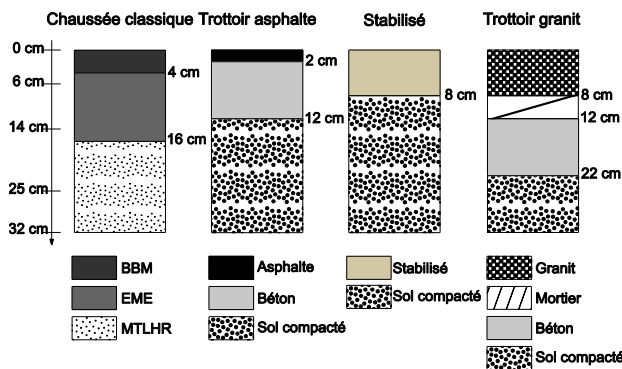 Chaussée classique Trottoir asphalte Stabilisé Trottoir granit
0 cm
6 cm
14 cm
25 cm
32 cm
4 cm
16 cm
2 cm
12 cm
8 cm
8 cm
12 cm
22 cm
BBM
EME
MTLHR
Asphalte
Béton
Sol compacté
Stabilisé
Sol compacté
Granit
Mortier
Béton
Sol compacté